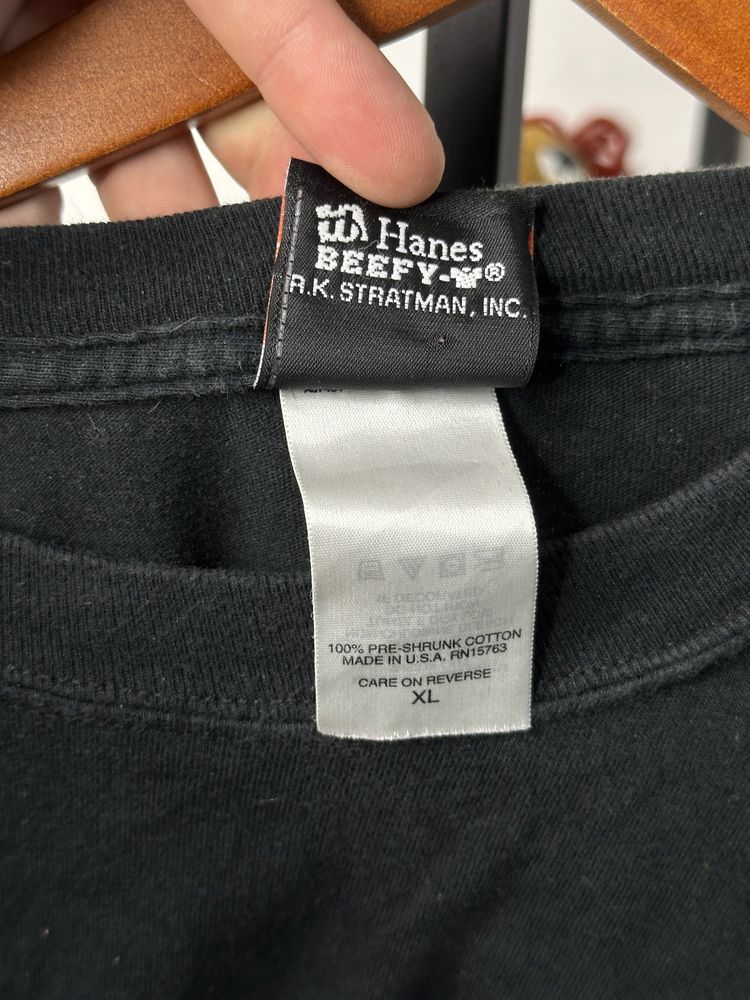 Hanes
BEEFY-T®
R.K. STRATMAN, INC.
100% PRE-SHRUNK COTTON
MADE IN U.S.A. RN15763
CARE ON REVERSE
XL